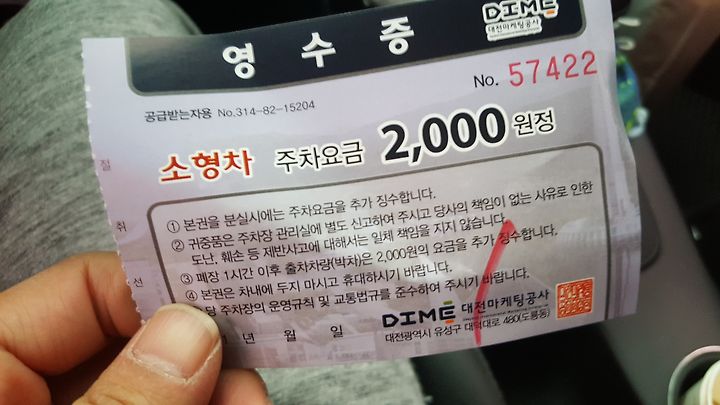 영수증
DIME
대전마케팅공사
No. 57422
공급받는자용 No.314-82-15204
소형차 주차요금 2,000원정
① 본권을 분실시에는 주차요금을 추가 징수합니다.
② 귀중품은 주차장 관리실에 별도 신고하여 주시고 당사의 책임이 없는 사유로 인한
도난, 훼손 등 제반사고에 대해서는 일체 책임을 지지 않습니다.
③ 폐장 1시간 이후 출차차량(박차)은 2,000원의 요금을 추가 징수합니다.
④ 본권은 차내에 두지 마시고 휴대하시기 바랍니다.
당 주차장의 운영규칙 및 교통법규를 준수하여 주시기 바랍니다.
년 월 일
DIME 대전마케팅공사
대전광역시 유성구 대덕대로 480(도룡동)
절
취
선